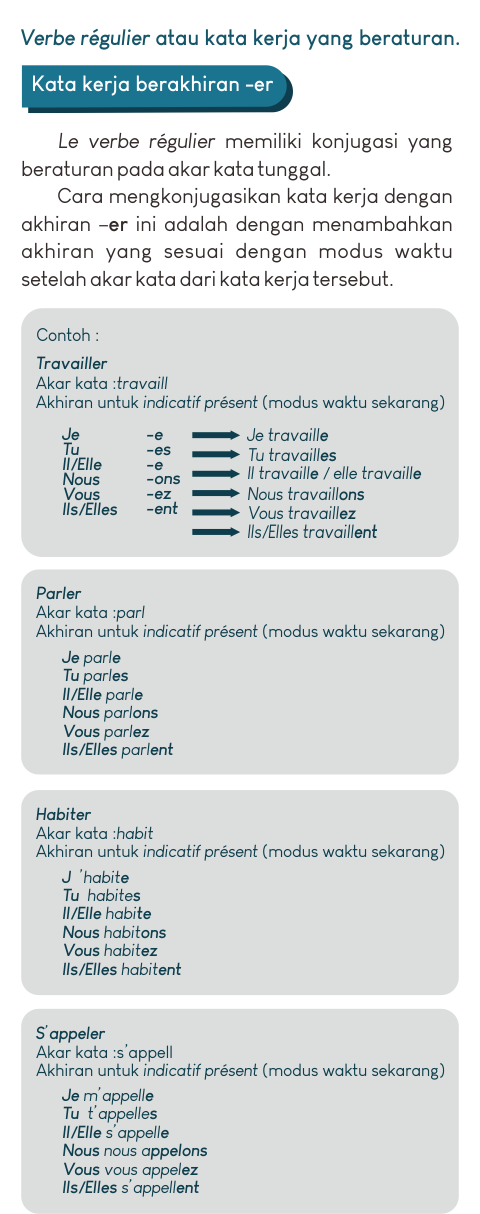 Verbe régulier atau kata kerja yang beraturan.
Kata kerja berakhiran -er
Le verbe régulier memiliki konjugasi yang
beraturan pada akar kata tunggal.
Cara mengkonjugasikan kata kerja dengan
akhiran –er ini adalah dengan menambahkan
akhiran yang sesuai dengan modus waktu
setelah akar kata dari kata kerja tersebut.
Contoh :
Travailler
Akar kata :travaill
Akhiran untuk indicatif présent (modus waktu sekarang)
Je -e Je travaille
Tu -es Tu travailles
Il/Elle -e Il travaille / elle travaille
Nous -ons Nous travaillons
Vous -ez Vous travaillez
Ils/Elles -ent Ils/Elles travaillent
Parler
Akar kata :parl
Akhiran untuk indicatif présent (modus waktu sekarang)
Je parle
Tu parles
Il/Elle parle
Nous parlons
Vous parlez
Ils/Elles parlent
Habiter
Akar kata :habit
Akhiran untuk indicatif présent (modus waktu sekarang)
J 'habite
Tu habites
Il/Elle habite
Nous habitons
Vous habitez
Ils/Elles habitent
S'appeler
Akar kata :s'appell
Akhiran untuk indicatif présent (modus waktu sekarang)
Je m'appelle
Tu t'appelles
Il/Elle s'appelle
Nous nous appelons
Vous vous appelez
Ils/Elles s'appellent